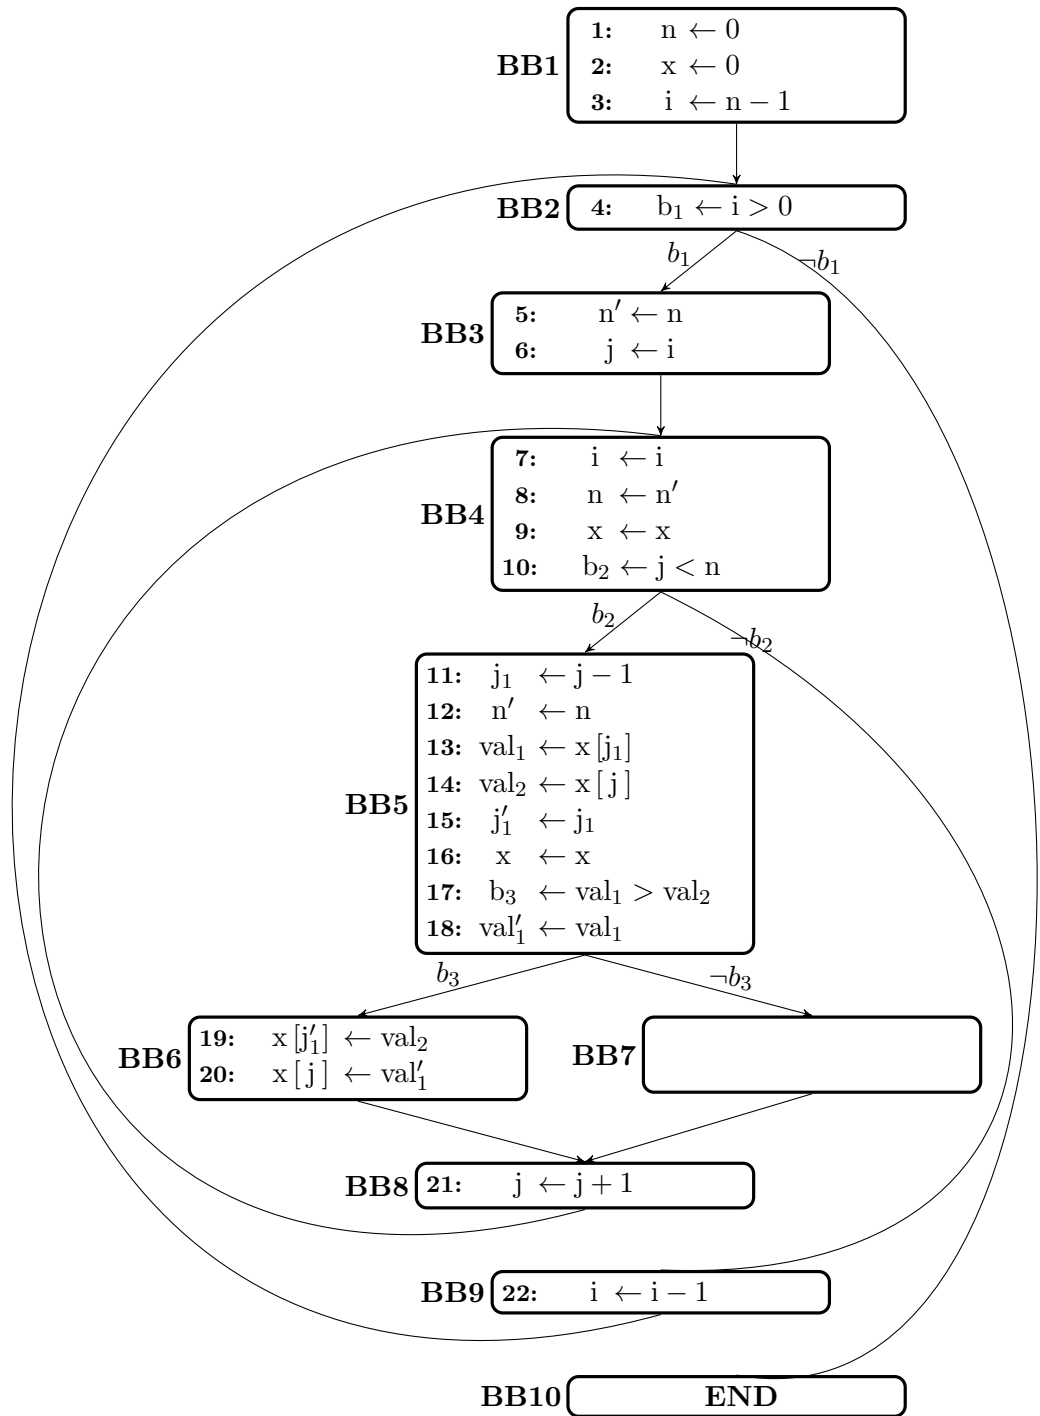 BB1
1: n ← 0
2: x ← 0
3: i ← n − 1
BB2
4: b₁ ← i > 0
b₁
¬b₁
BB3
5: n′ ← n
6: j ← i
BB4
7: i ← i
8: n ← n′
9: x ← x
10: b₂ ← j < n
b₂
¬b₂
BB5
11: j₁ ← j − 1
12: n′ ← n
13: val₁ ← x [j₁]
14: val₂ ← x [ j ]
15: j′₁ ← j₁
16: x ← x
17: b₃ ← val₁ > val₂
18: val′₁ ← val₁
b₃
¬b₃
BB6
19: x [j′₁] ← val₂
20: x [ j ] ← val′₁
BB7
BB8
21: j ← j + 1
BB9
22: i ← i − 1
BB10
END